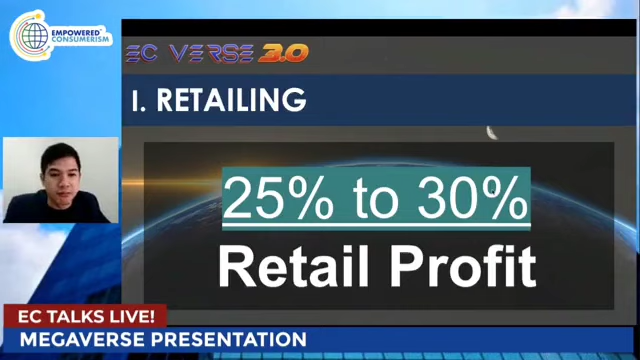 EMPOWERED
CONSUMERISM
EC VERSE 3.0
I. RETAILING
25% to 30%
Retail Profit
EC TALKS LIVE!
MEGAVERSE PRESENTATION